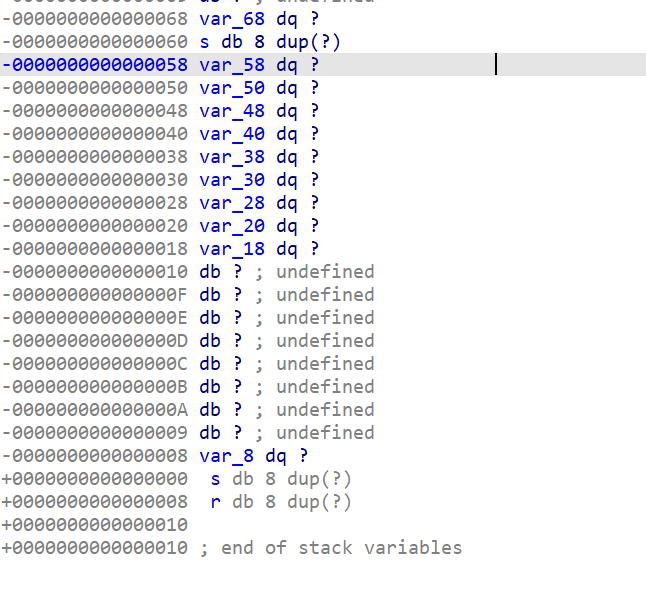 db ? ; undefined
-0000000000000068 var_68 dq ?
-0000000000000060 s db 8 dup(?)
-0000000000000058 var_58 dq ?
-0000000000000050 var_50 dq ?
-0000000000000048 var_48 dq ?
-0000000000000040 var_40 dq ?
-0000000000000038 var_38 dq ?
-0000000000000030 var_30 dq ?
-0000000000000028 var_28 dq ?
-0000000000000020 var_20 dq ?
-0000000000000018 var_18 dq ?
-0000000000000010 db ? ; undefined
-000000000000000F db ? ; undefined
-000000000000000E db ? ; undefined
-000000000000000D db ? ; undefined
-000000000000000C db ? ; undefined
-000000000000000B db ? ; undefined
-000000000000000A db ? ; undefined
-0000000000000009 db ? ; undefined
-0000000000000008 var_8 dq ?
+0000000000000000  s db 8 dup(?)
+0000000000000008  r db 8 dup(?)
+0000000000000010
+0000000000000010 ; end of stack variables